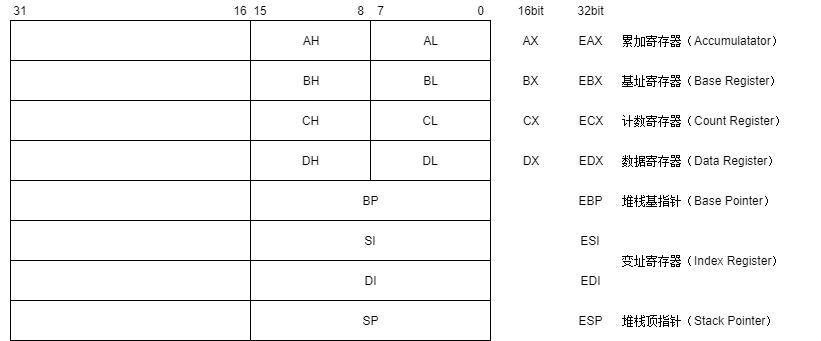 31 16 15 8 7 0 16bit 32bit
AH AL AX EAX 累加寄存器（Accumulatator）
BH BL BX EBX 基址寄存器（Base Register）
CH CL CX ECX 计数寄存器（Count Register）
DH DL DX EDX 数据寄存器（Data Register）
BP EBP 堆栈基指针（Base Pointer）
SI ESI
变址寄存器（Index Register）
DI EDI
SP ESP 堆栈顶指针（Stack Pointer）